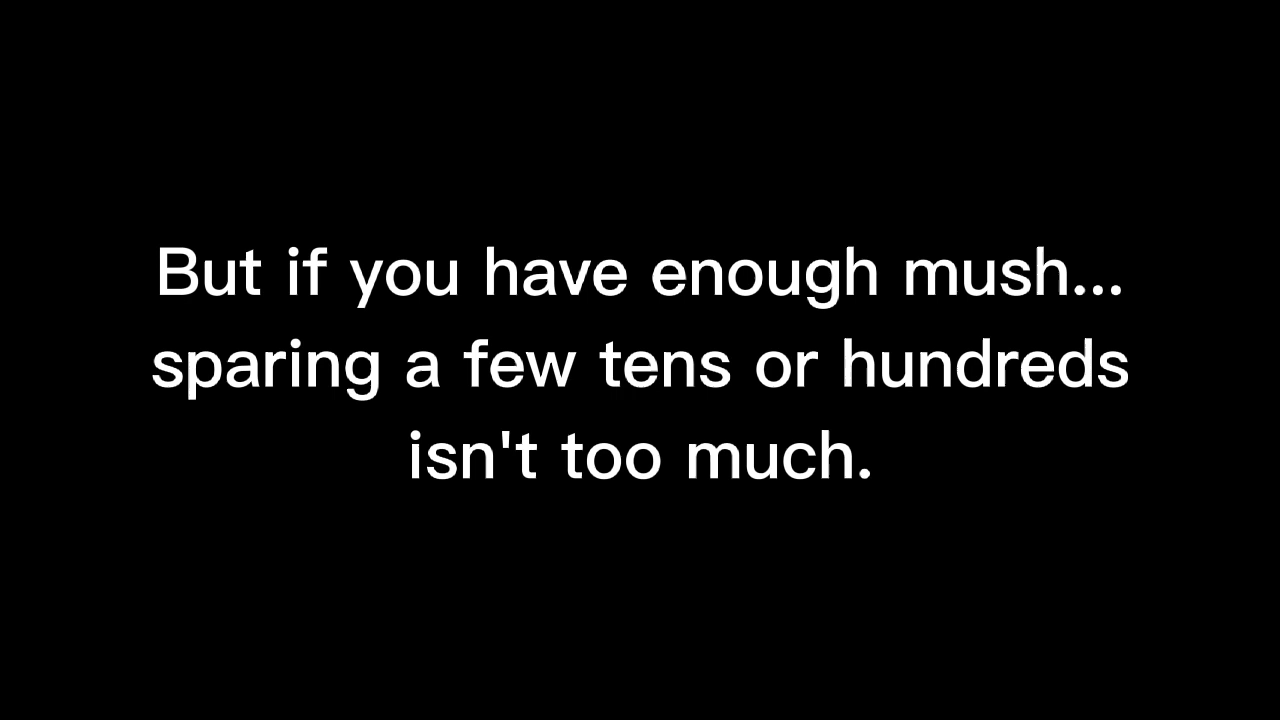 But if you have enough mush...
sparing a few tens or hundreds
isn't too much.